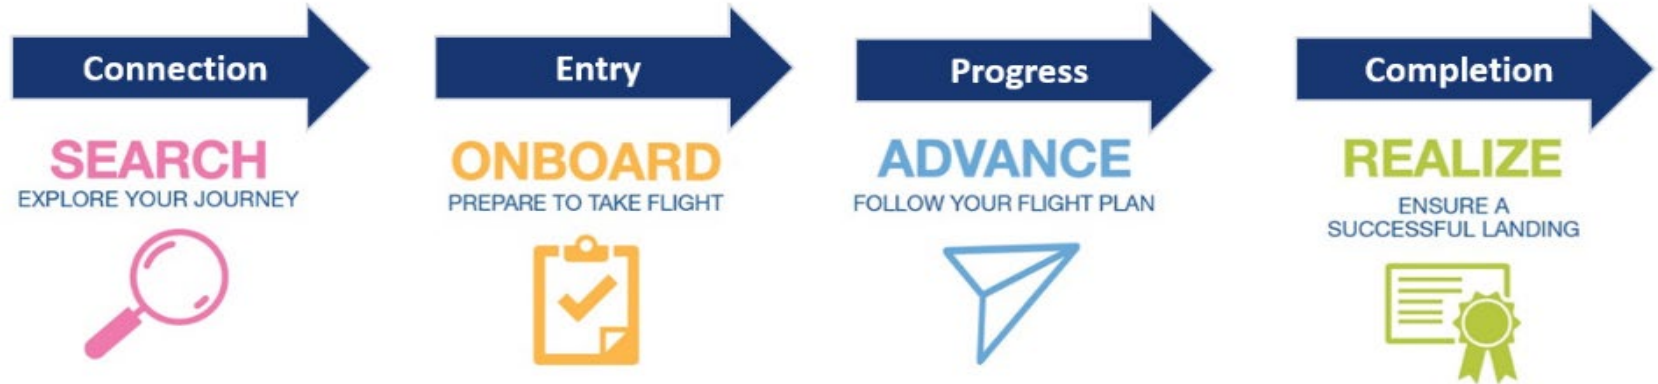 Connection
SEARCH
EXPLORE YOUR JOURNEY
Entry
ONBOARD
PREPARE TO TAKE FLIGHT
Progress
ADVANCE
FOLLOW YOUR FLIGHT PLAN
Completion
REALIZE
ENSURE A
SUCCESSFUL LANDING